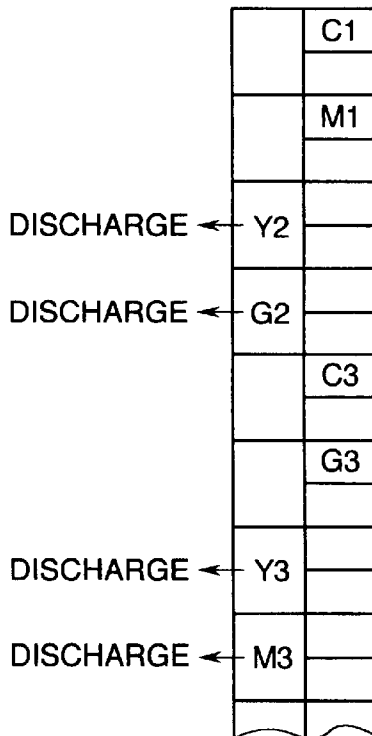 C1
M1
DISCHARGE Y2
DISCHARGE G2
C3
G3
DISCHARGE Y3
DISCHARGE M3